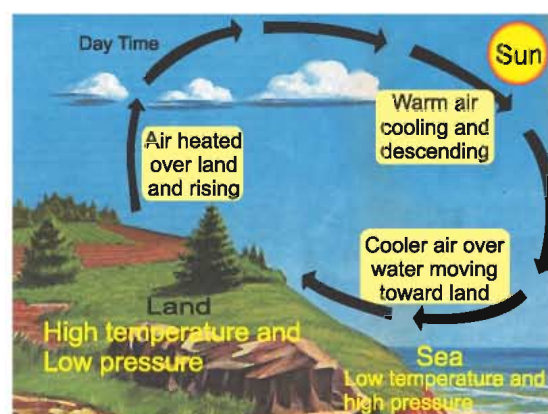 Day Time
Sun
Warm air
cooling and
descending
Air heated
over land
and rising
Cooler air over
water moving
toward land
Land
High temperature and
Low pressure
Sea
Low temperature and
high pressure